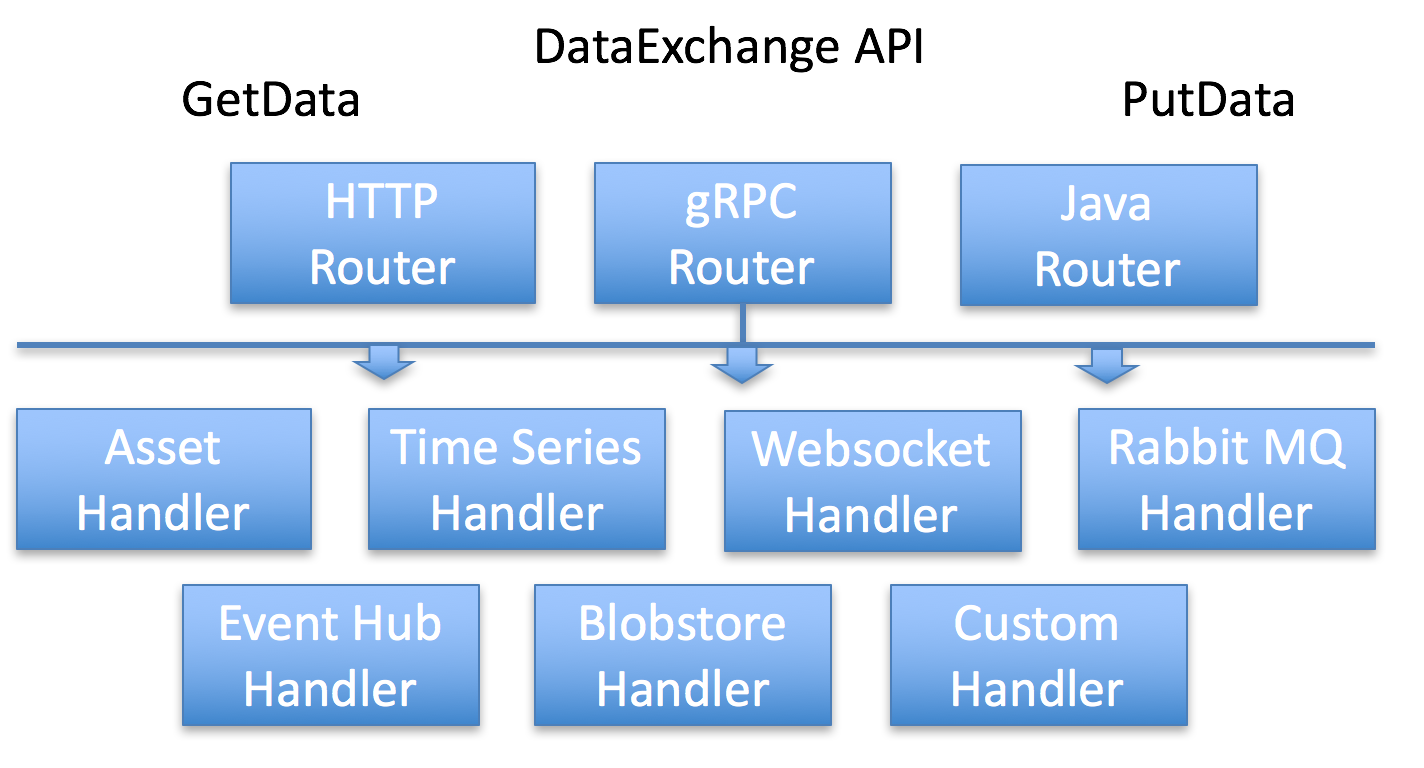 DataExchange API
GetData
PutData
HTTP
Router
gRPC
Router
Java
Router
Asset
Handler
Time Series
Handler
Websocket
Handler
Rabbit MQ
Handler
Event Hub
Handler
Blobstore
Handler
Custom
Handler